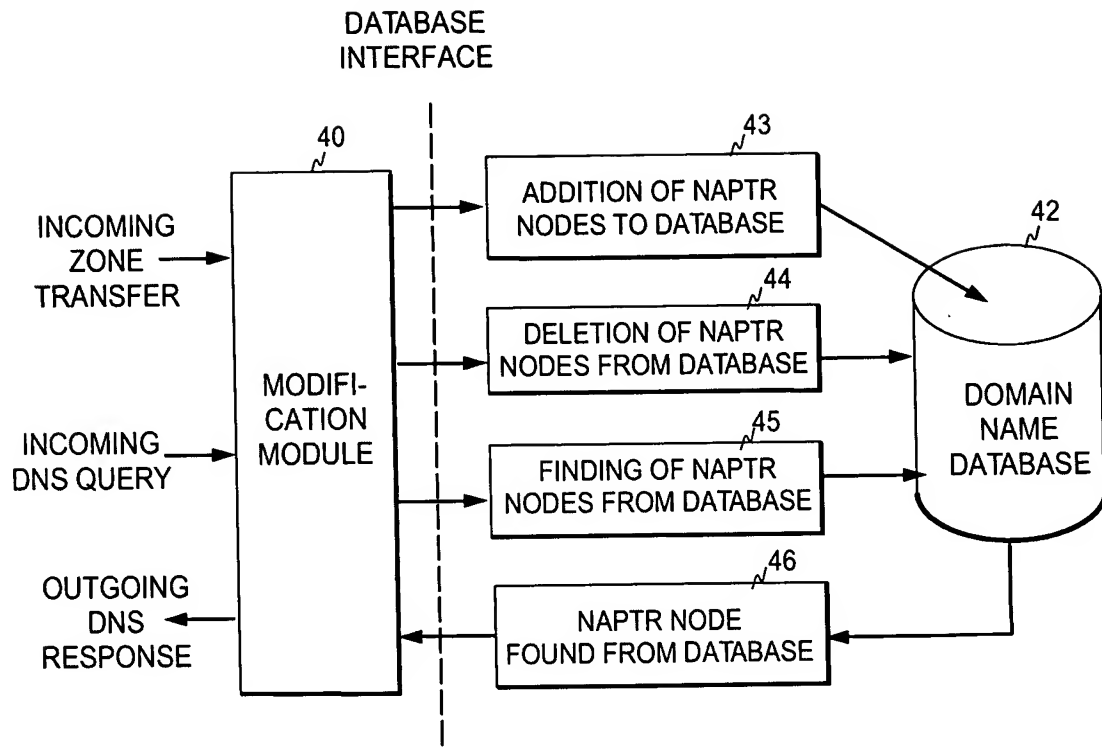 DATABASE
INTERFACE
40
43
ADDITION OF NAPTR
NODES TO DATABASE
INCOMING
ZONE
TRANSFER
42
44
DELETION OF NAPTR
NODES FROM DATABASE
MODIFI-
CATION
MODULE
DOMAIN
NAME
DATABASE
INCOMING
DNS QUERY
45
FINDING OF NAPTR
NODES FROM DATABASE
46
OUTGOING
DNS
RESPONSE
NAPTR NODE
FOUND FROM DATABASE